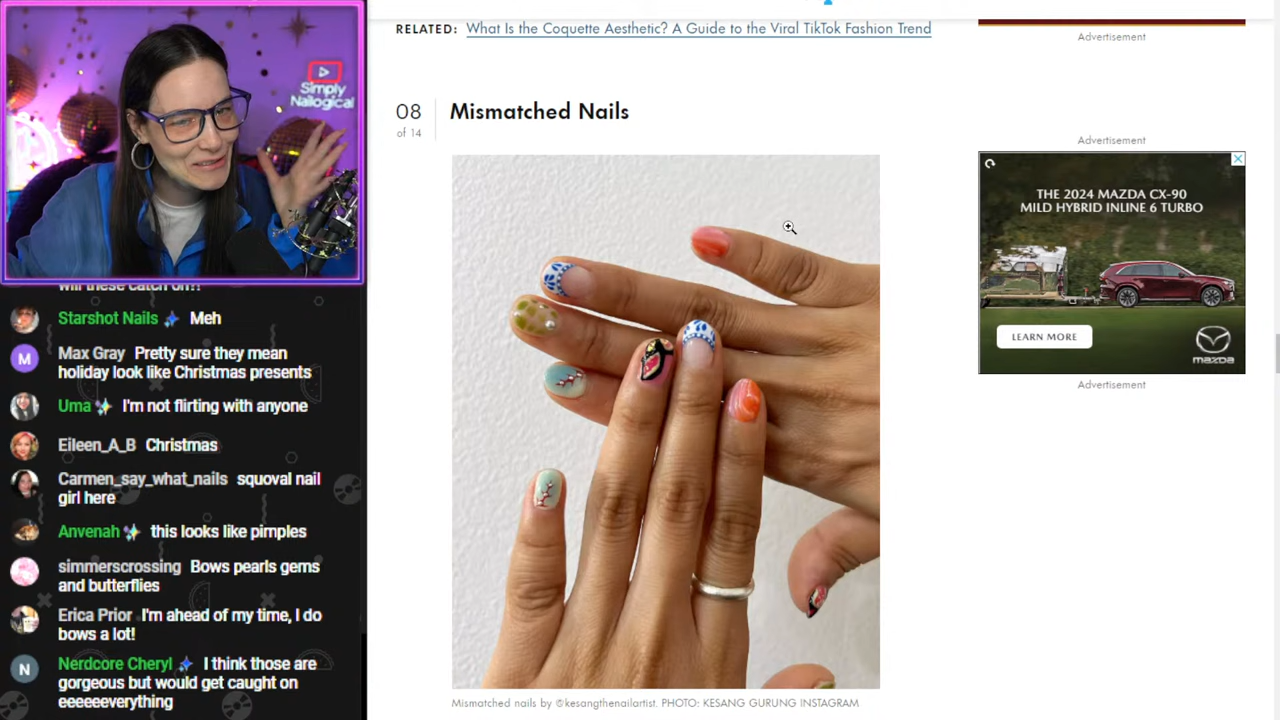 Simply
Nailogical
will these catch on?!
Starshot Nails Meh
Max Gray Pretty sure they mean
holiday look like Christmas presents
Uma I'm not flirting with anyone
Eileen_A_B Christmas
Carmen_say_what_nails squoval nail
girl here
Anvenah this looks like pimples
simmerscrossing Bows pearls gems
and butterflies
Erica Prior I'm ahead of my time, I do
bows a lot!
N Nerdcore Cheryl I think those are
gorgeous but would get caught on
eeeeeeverything
M
RELATED: What Is the Coquette Aesthetic? A Guide to the Viral TikTok Fashion Trend
08
of 14
Mismatched Nails
Mismatched nails by @kesangthenailartist. PHOTO: KESANG GURUNG INSTAGRAM
Advertisement
Advertisement
THE 2024 MAZDA CX-90
MILD HYBRID INLINE 6 TURBO
LEARN MORE
mazda
Advertisement